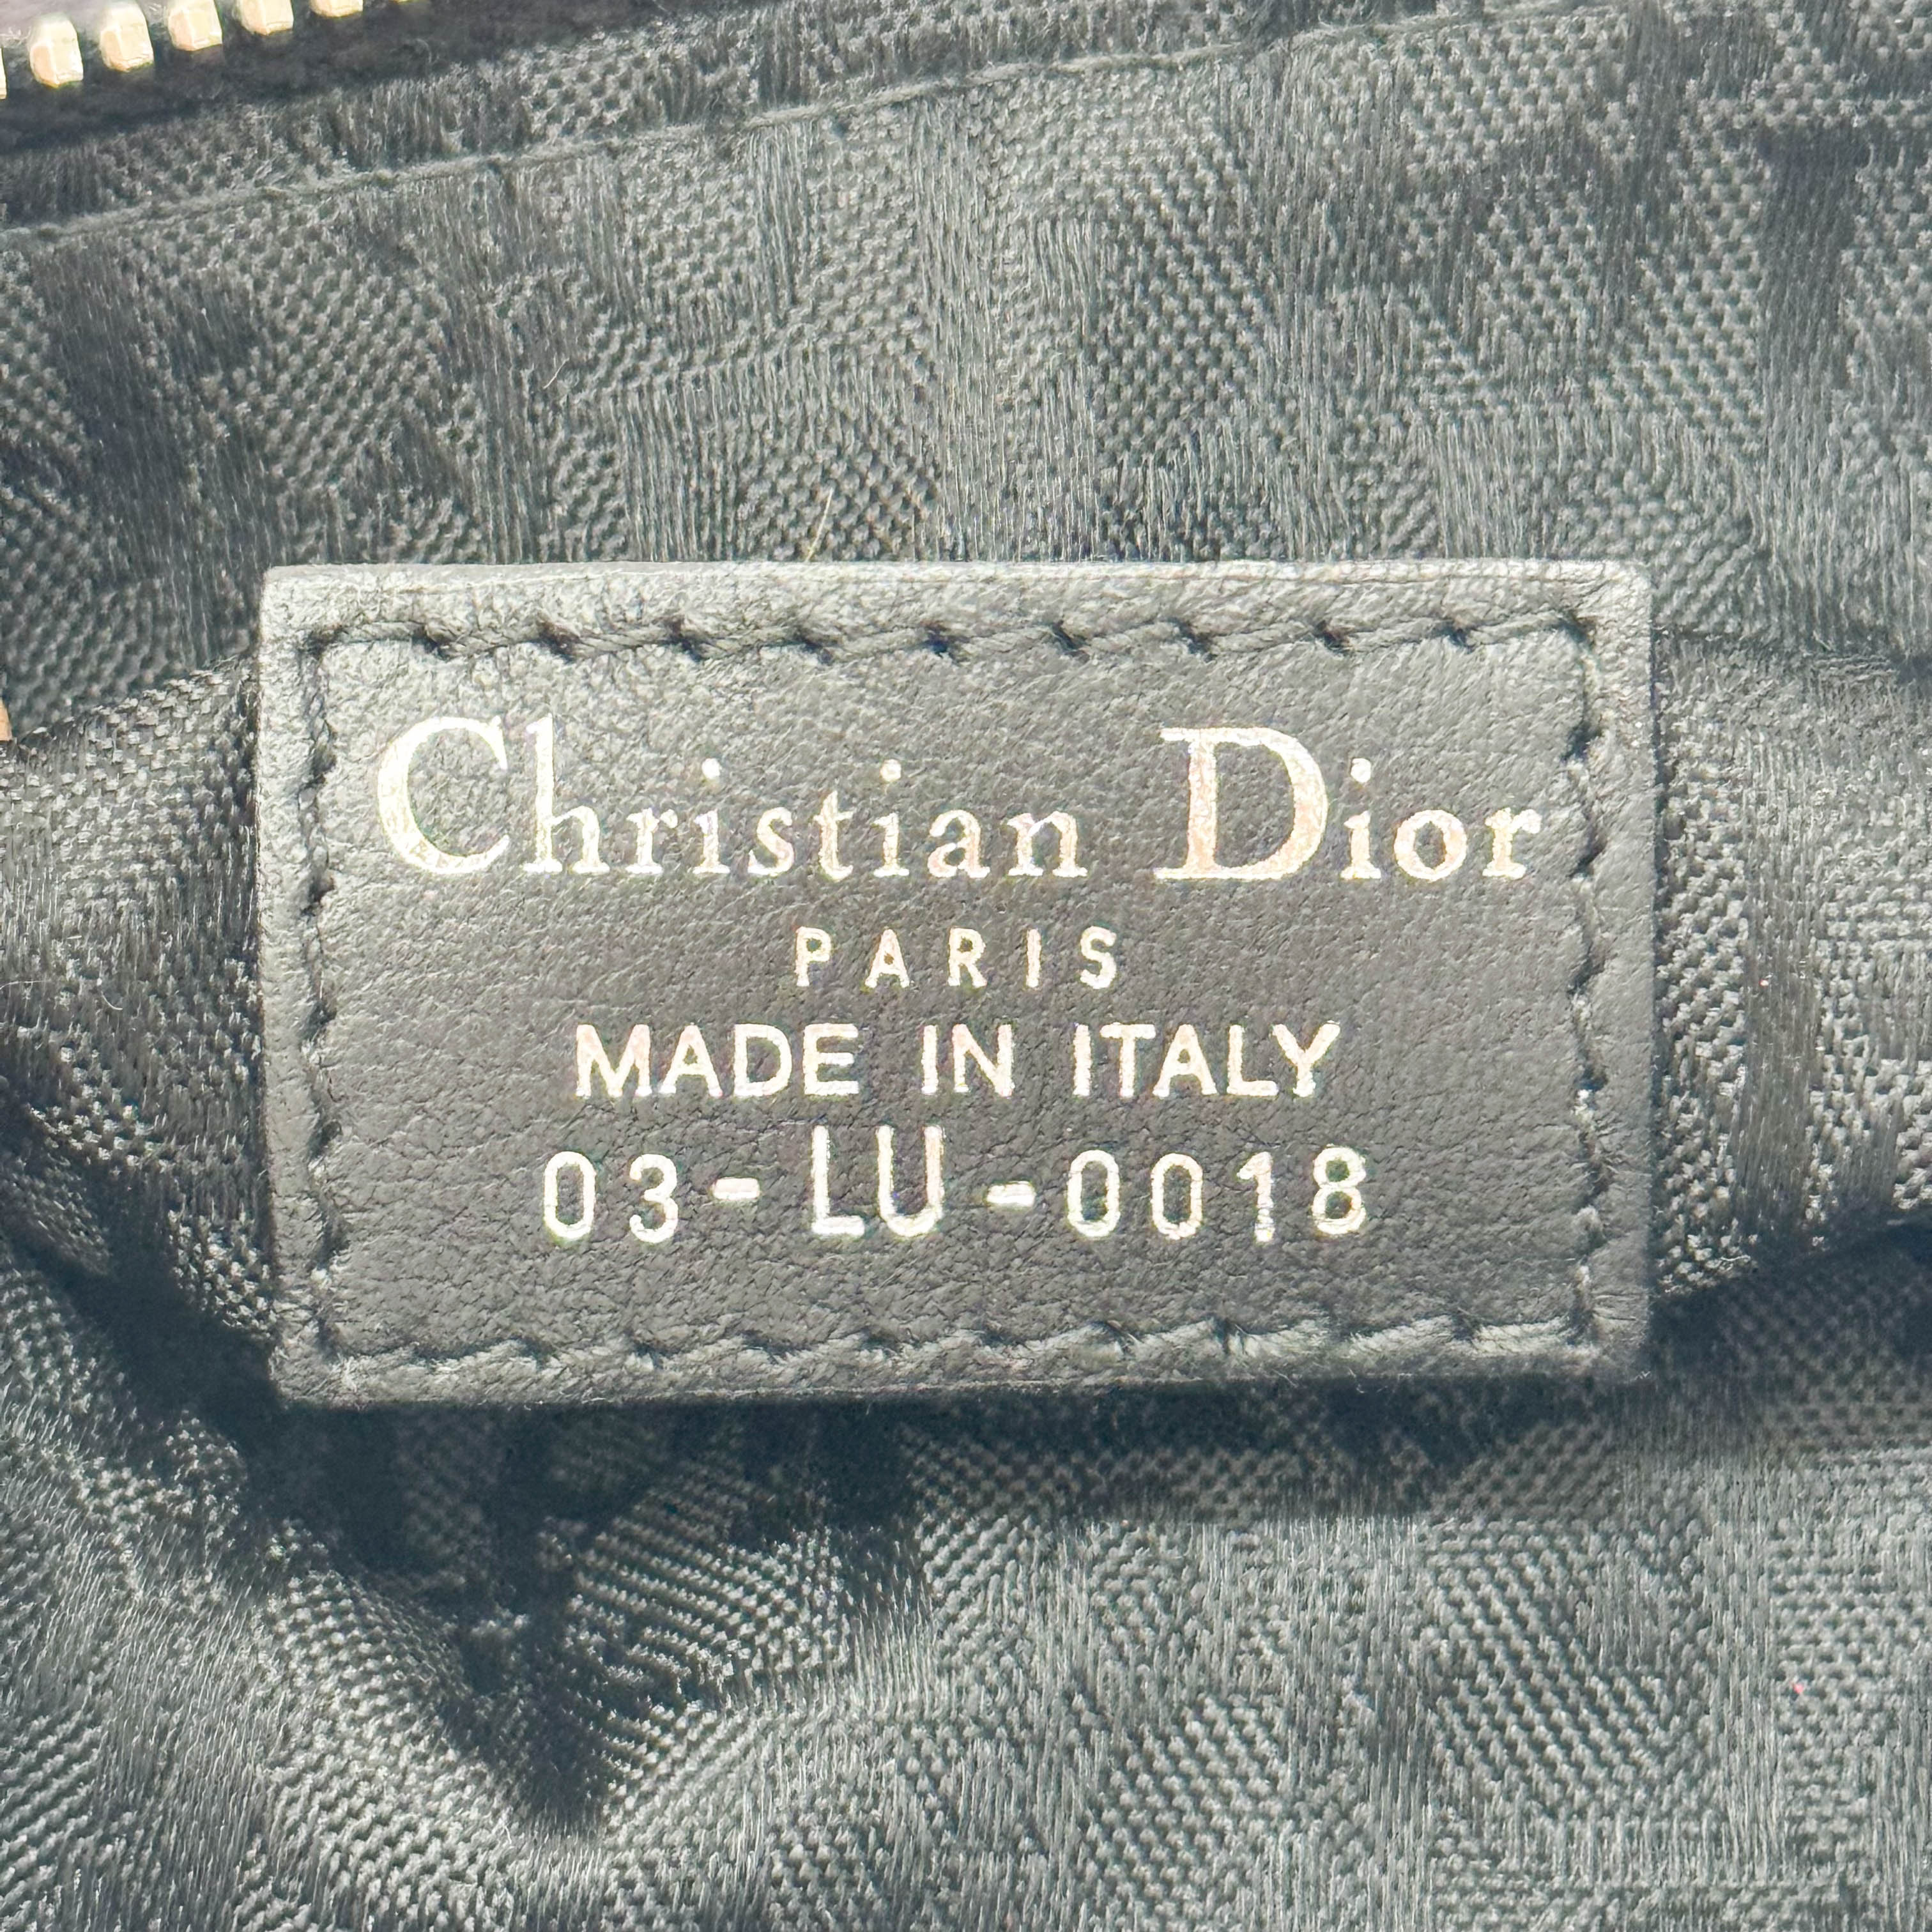 Christian Dior
PARIS
MADE IN ITALY
03-LU-0018